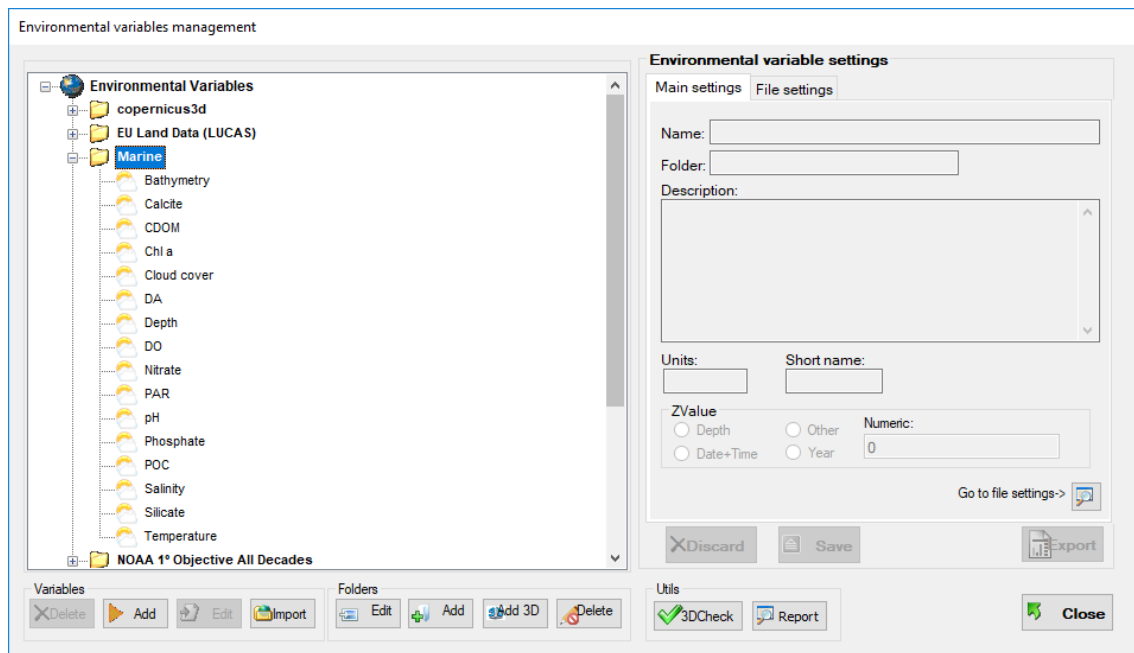 Environmental variables management
Environmental Variables
copernicus3d
EU Land Data (LUCAS)
Marine
Bathymetry
Calcite
CDOM
Chl a
Cloud cover
DA
Depth
DO
Nitrate
PAR
pH
Phosphate
POC
Salinity
Silicate
Temperature
NOAA 1º Objective All Decades
Variables
Delete
Add
Edit
Import
Folders
Edit
Add
Add 3D
Delete
Environmental variable settings
Main settings
File settings
Name:
Folder:
Description:
Units:
Short name:
ZValue
Depth
Other
Numeric:
Date+Time
Year
0
Go to file settings->
Discard
Save
Export
Utils
3DCheck
Report
Close